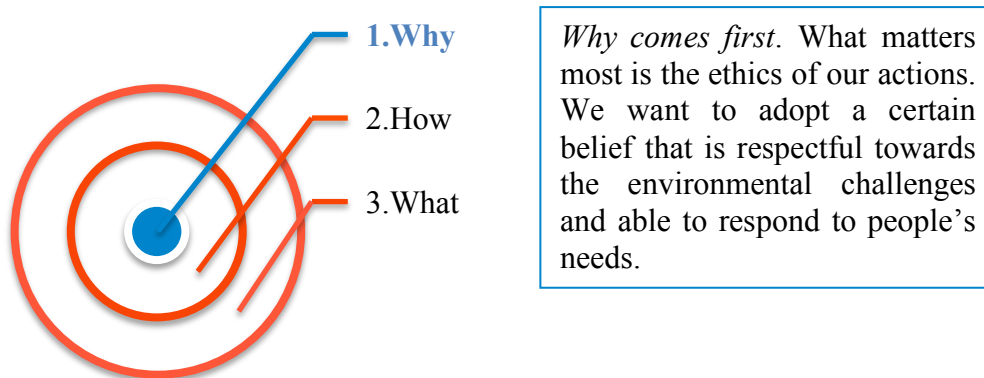 1.Why
2.How
3.What
Why comes first. What matters
most is the ethics of our actions.
We want to adopt a certain
belief that is respectful towards
the environmental challenges
and able to respond to people’s
needs.